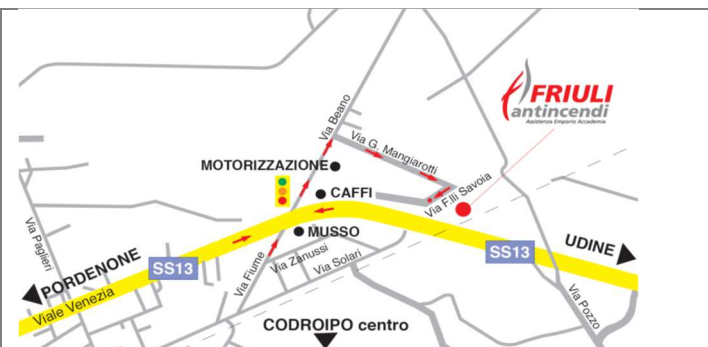 FRIULI
antincendi
Assistenza Emporio Accademia
Via Beano
Via G. Mangiarotti
MOTORIZZAZIONE
CAFFI
Via F.lli Savoia
MUSSO
Via Paglieri
PORDENONE
SS13
Viale Venezia
Via Fiume
Via Zanussi
Via Solari
SS13
UDINE
Via Pozzo
CODROIPO centro